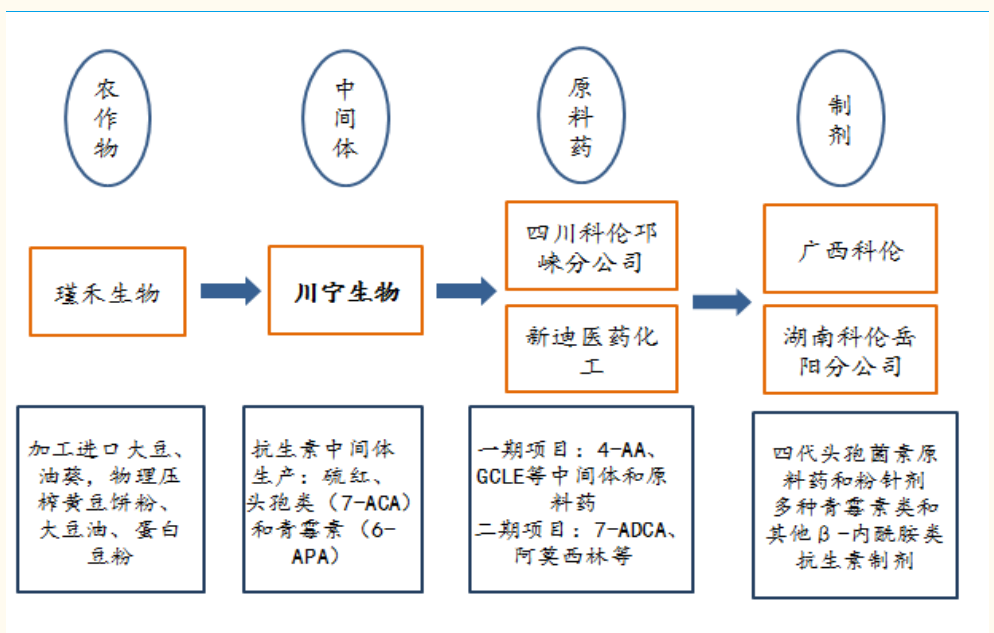 农作物
中间体
原料药
制剂
瑾禾生物
川宁生物
四川科伦邛
崃分公司
新迪医药化
工
广西科伦
湖南科伦岳
阳分公司
加工进口大豆、
油葵，物理压
榨黄豆饼粉、
大豆油、蛋白
豆粉
抗生素中间体
生产：硫红、
头孢类（7-ACA）
和青霉素（6-
APA）
一期项目：4-AA、
GCLE等中间体和原
料药
二期项目：7-ADCA、
阿莫西林等
四代头孢菌素原
料药和粉针剂
多种青霉素类和
其他β-内酰胺类
抗生素制剂